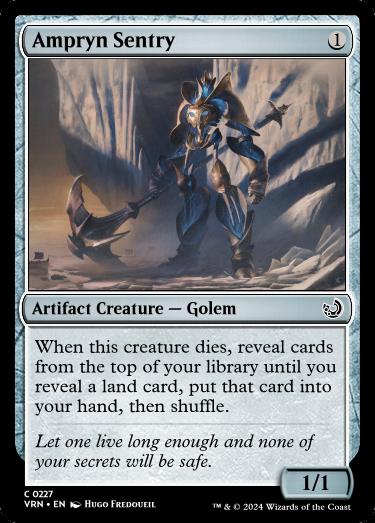 Ampryn Sentry 1
Artifact Creature — Golem
When this creature dies, reveal cards
from the top of your library until you
reveal a land card, put that card into
your hand, then shuffle.
Let one live long enough and none of
your secrets will be safe.
1/1
C 0227
VRN • EN Hugo Fredoueil
™ & © 2024 Wizards of the Coast